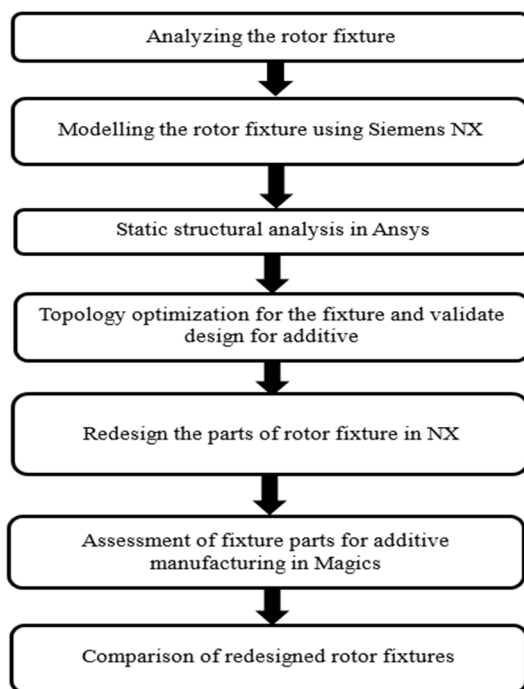 Analyzing the rotor fixture
Modelling the rotor fixture using Siemens NX
Static structural analysis in Ansys
Topology optimization for the fixture and validate
design for additive
Redesign the parts of rotor fixture in NX
Assessment of fixture parts for additive
manufacturing in Magics
Comparison of redesigned rotor fixtures